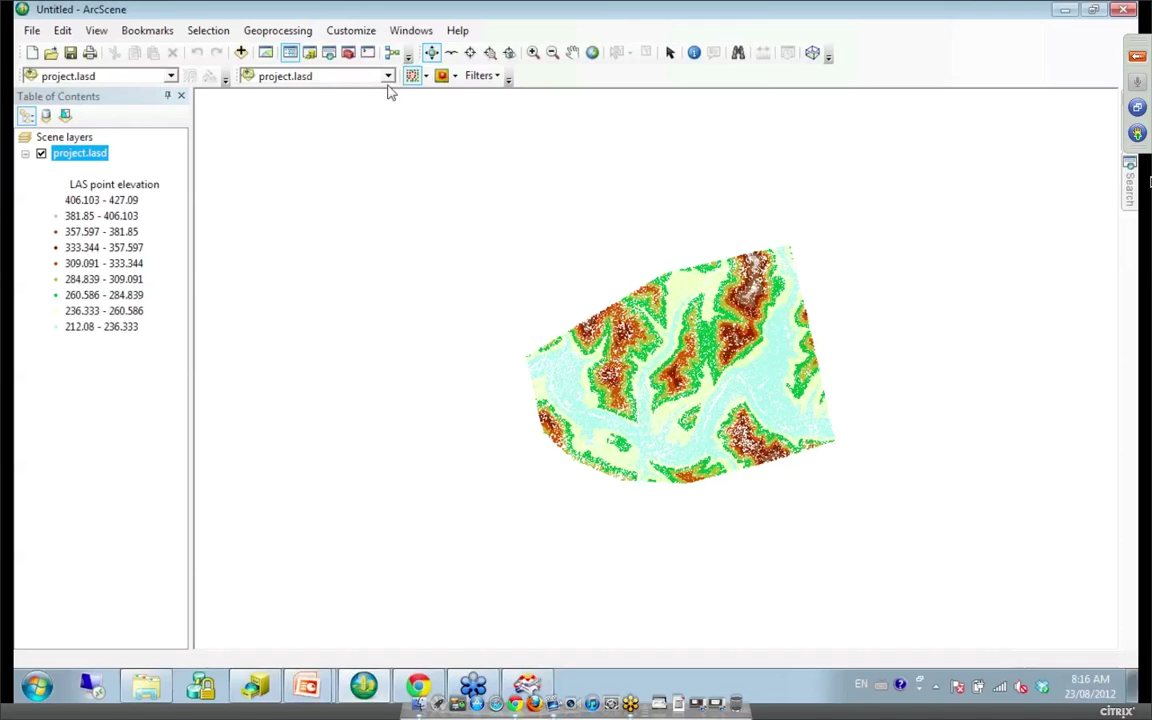 Untitled - ArcScene
File Edit View Bookmarks Selection Geoprocessing Customize Windows Help
project.lasd project.lasd Filters
Table of Contents
Scene layers
project.lasd
LAS point elevation
406.103 - 427.09
381.85 - 406.103
357.597 - 381.85
333.344 - 357.597
309.091 - 333.344
284.839 - 309.091
260.586 - 284.839
236.333 - 260.586
212.08 - 236.333
Search
EN 8:16 AM
23/08/2012
CITRIX